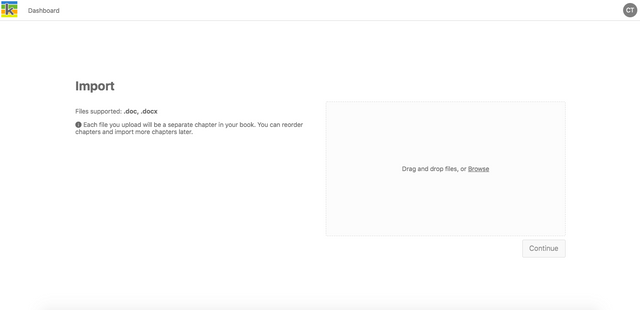 k
Dashboard
CT
Import
Files supported: .doc, .docx
Each file you upload will be a separate chapter in your book. You can reorder
chapters and import more chapters later.
Drag and drop files, or Browse
Continue